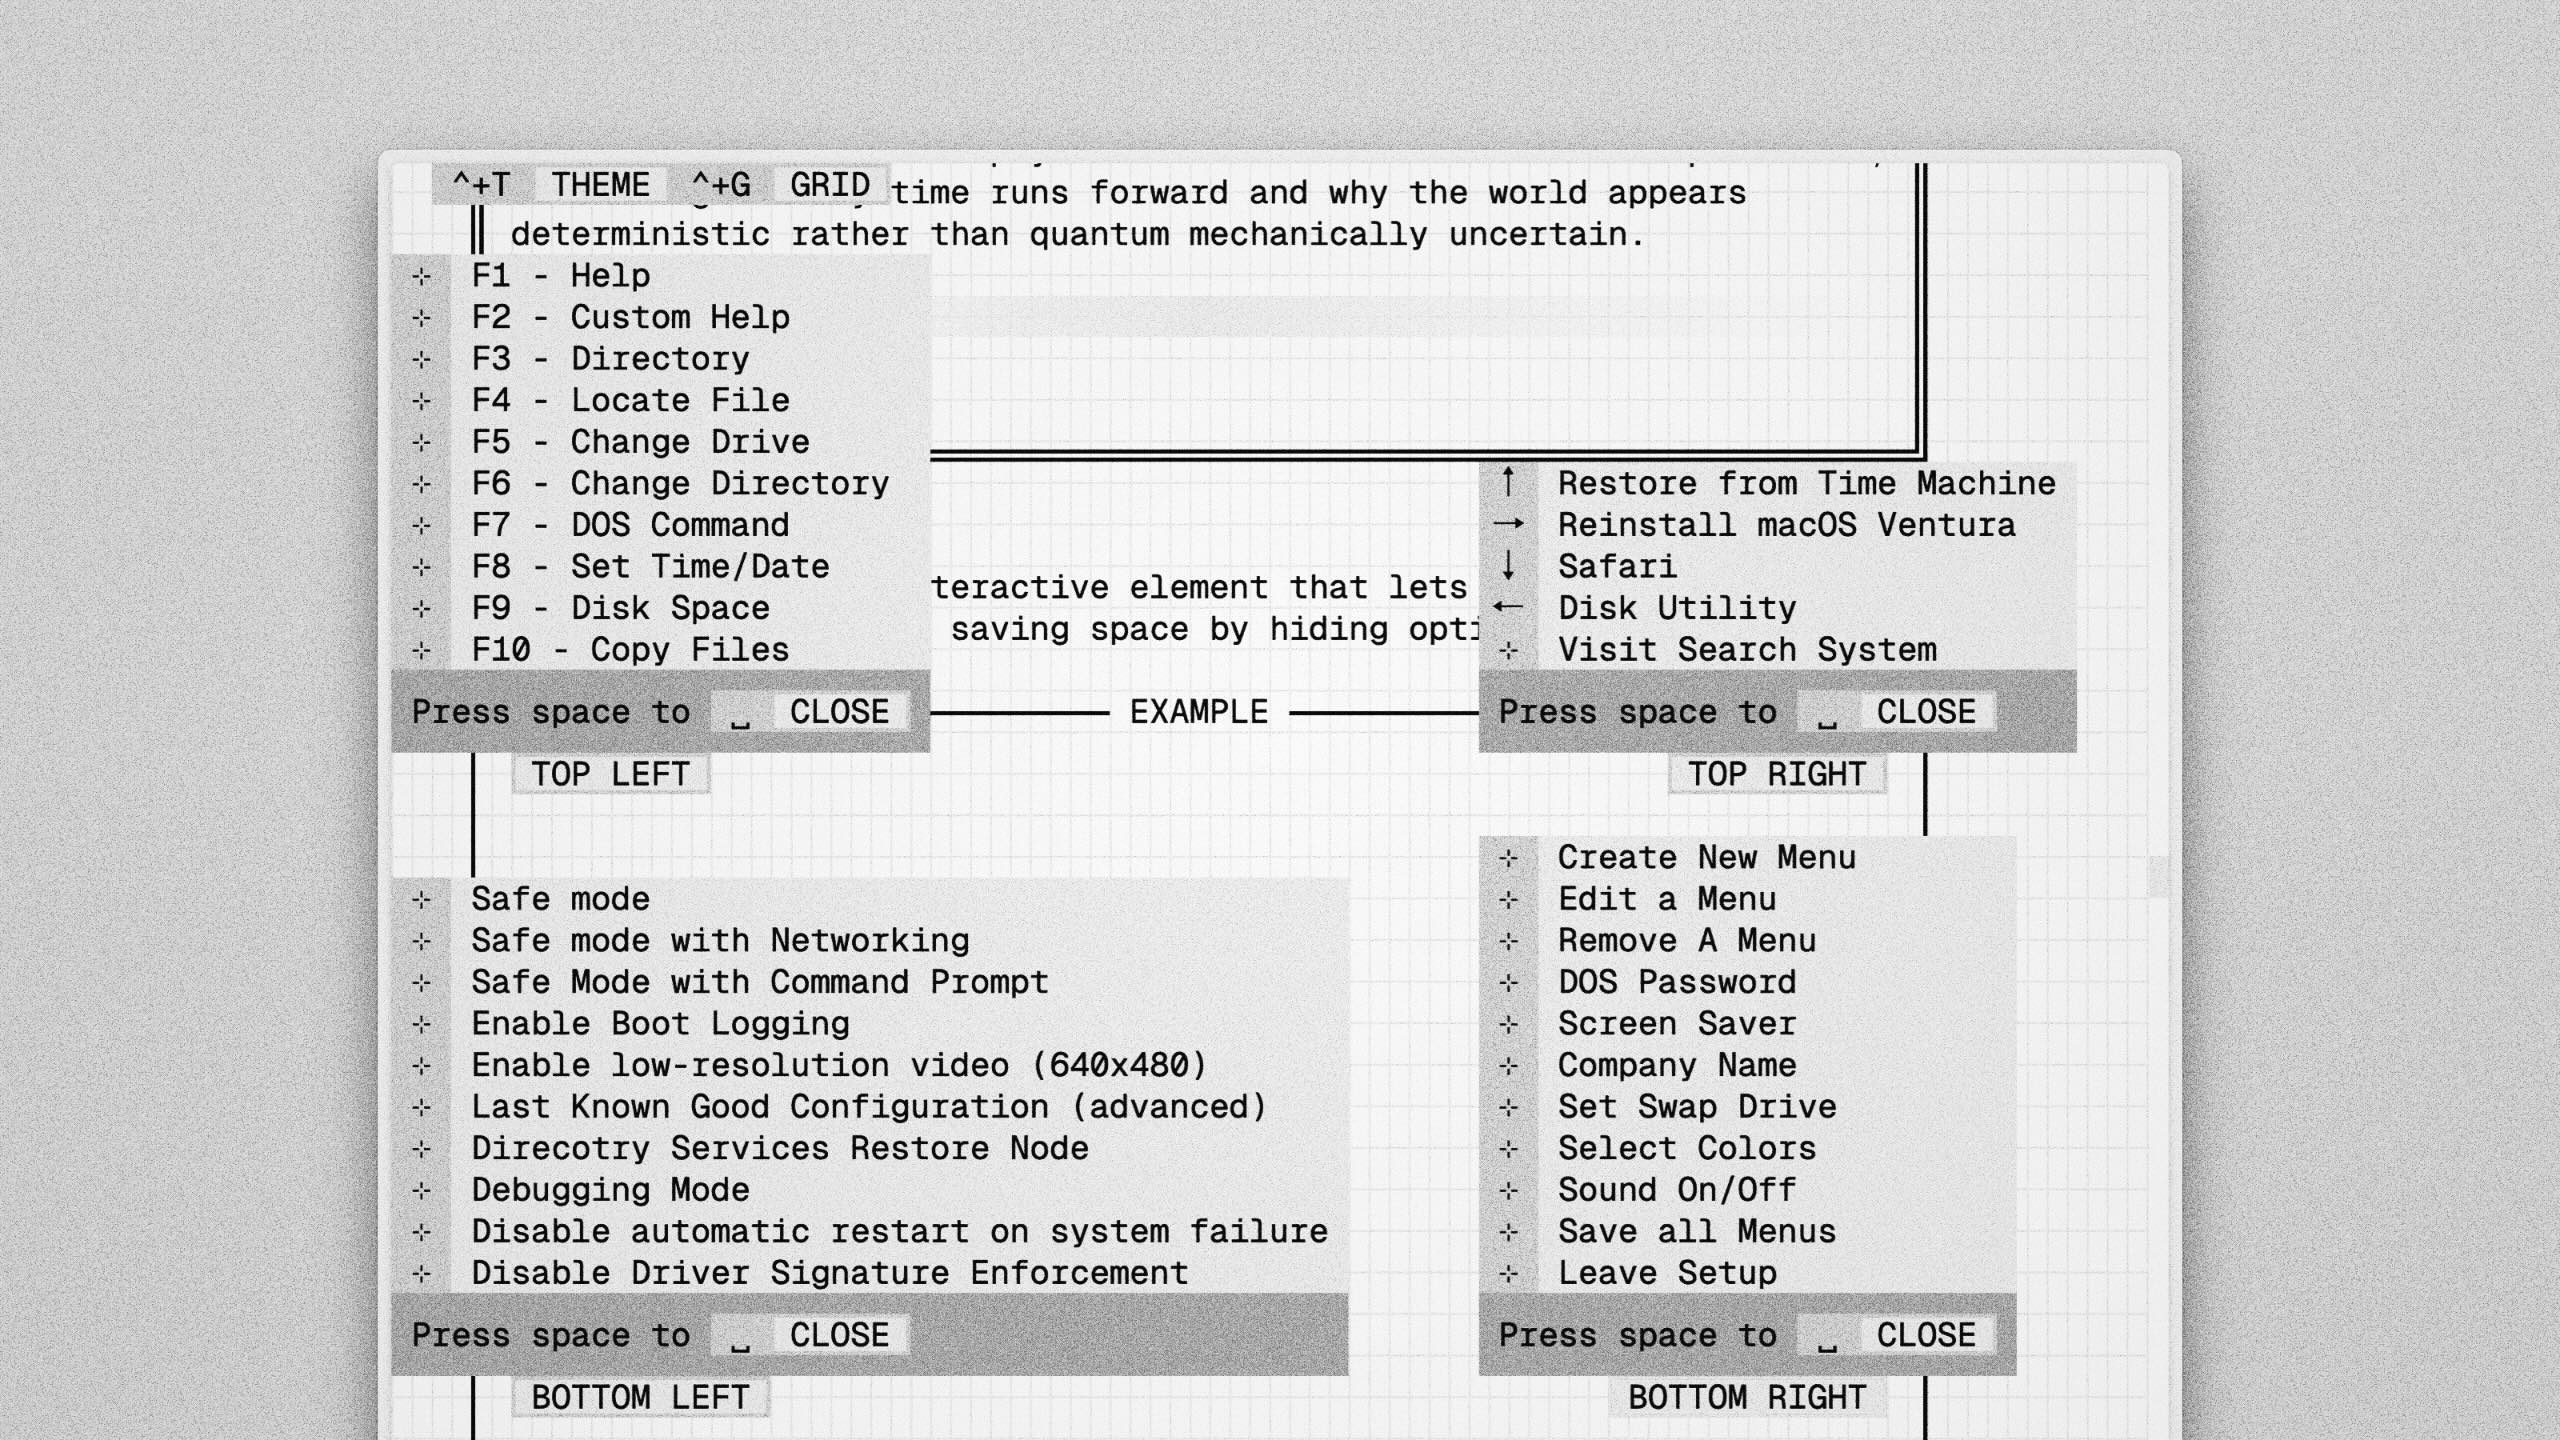 ^+T THEME ^+G GRID time runs forward and why the world appears
deterministic rather than quantum mechanically uncertain.
F1 - Help
F2 - Custom Help
F3 - Directory
F4 - Locate File
F5 - Change Drive
F6 - Change Directory
F7 - DOS Command
F8 - Set Time/Date
F9 - Disk Space
F10 - Copy Files
Press space to ⎵ CLOSE
TOP LEFT
teractive element that lets
saving space by hiding opti
EXAMPLE
↑ Restore from Time Machine
→ Reinstall macOS Ventura
↓ Safari
← Disk Utility
Visit Search System
Press space to ⎵ CLOSE
TOP RIGHT
Safe mode
Safe mode with Networking
Safe Mode with Command Prompt
Enable Boot Logging
Enable low-resolution video (640x480)
Last Known Good Configuration (advanced)
Direcotry Services Restore Node
Debugging Mode
Disable automatic restart on system failure
Disable Driver Signature Enforcement
Press space to ⎵ CLOSE
BOTTOM LEFT
Create New Menu
Edit a Menu
Remove A Menu
DOS Password
Screen Saver
Company Name
Set Swap Drive
Select Colors
Sound On/Off
Save all Menus
Leave Setup
Press space to ⎵ CLOSE
BOTTOM RIGHT